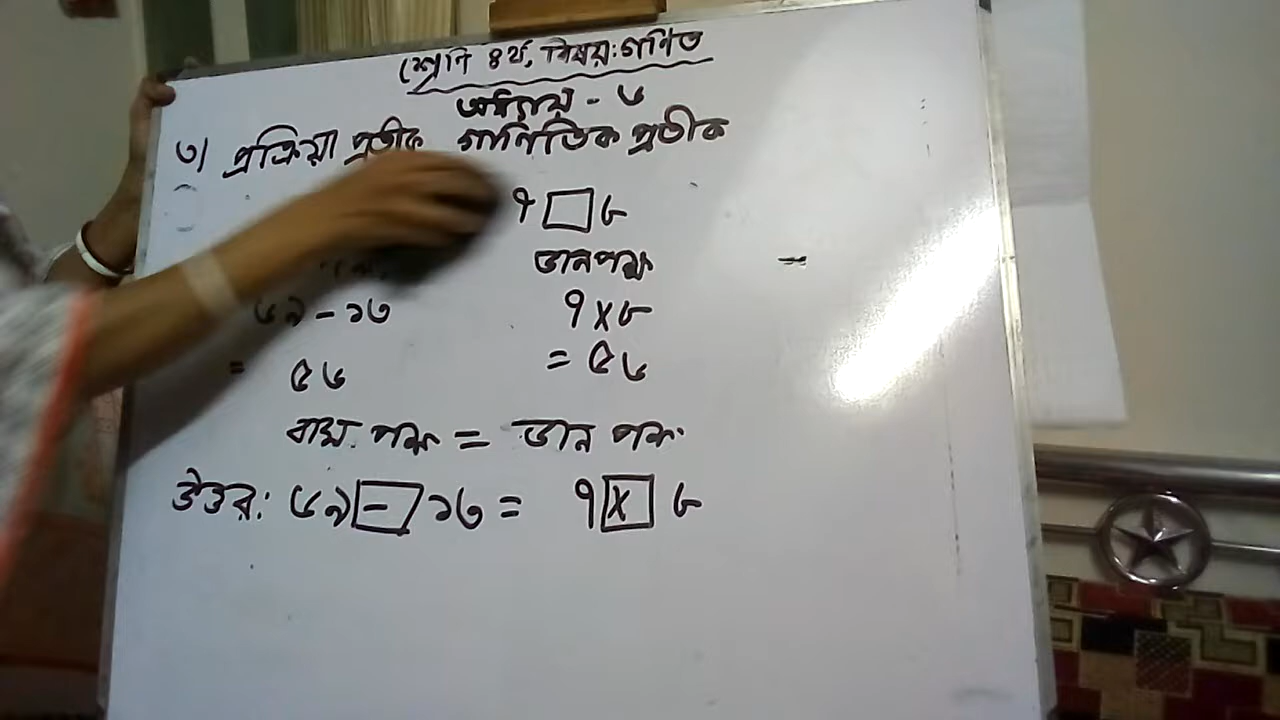 শ্রেণি ৪র্থ, বিষয়: গণিত
অধ্যায় - ৬
৩) প্রক্রিয়া প্রতীক গাণিতিক প্রতীক
৭ □ ৮
ডানপক্ষ -
৬৯ - ১৩ ৭ x ৮
= ৫৬ = ৫৬
বাম পক্ষ = ডান পক্ষ
উত্তর: ৬৯ - ১৩ = ৭ x ৮